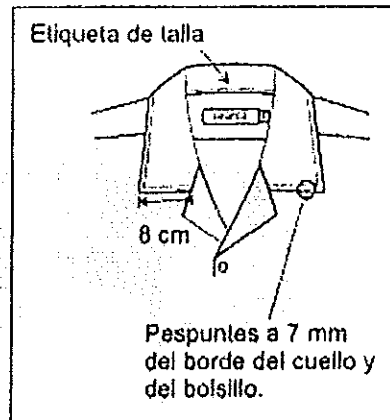 Etiqueta de talla
8 cm
Pespuntes a 7 mm
del borde del cuello y
del bolsillo.